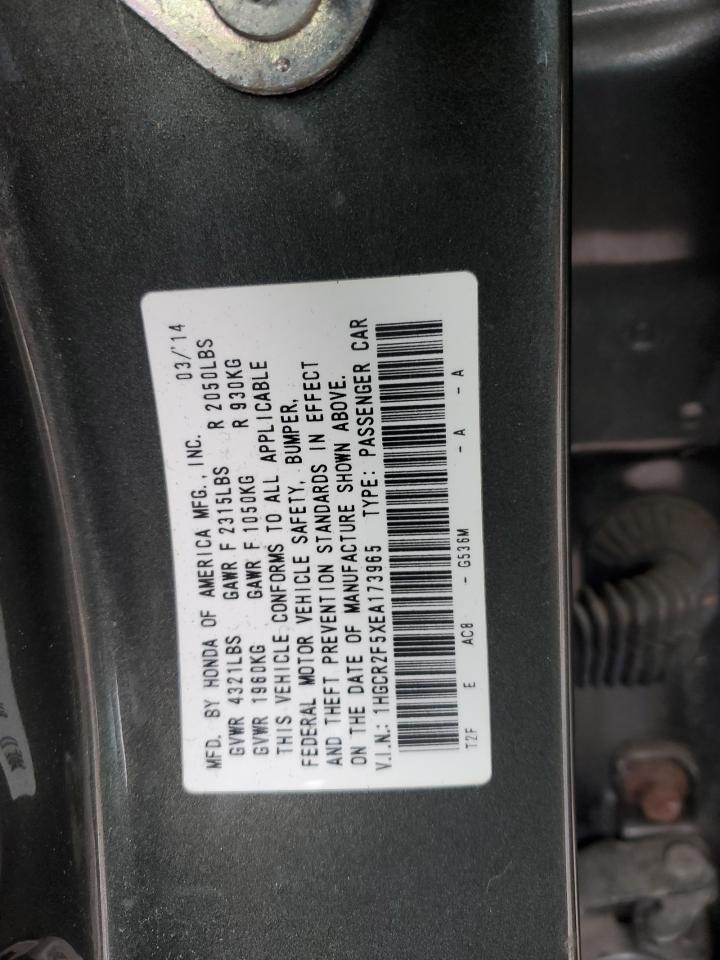 MFD. BY HONDA OF AMERICA MFG., INC. 03/'14
GVWR 4321LBS GAWR F 2315LBS R 2050LBS
GVWR 1960KG GAWR F 1050KG R 930KG
THIS VEHICLE CONFORMS TO ALL APPLICABLE
FEDERAL MOTOR VEHICLE SAFETY, BUMPER,
AND THEFT PREVENTION STANDARDS IN EFFECT
ON THE DATE OF MANUFACTURE SHOWN ABOVE.
V.I.N.: 1HGCR2F5XEA173965 TYPE: PASSENGER CAR
T2F E AC8 - G536M - A - A